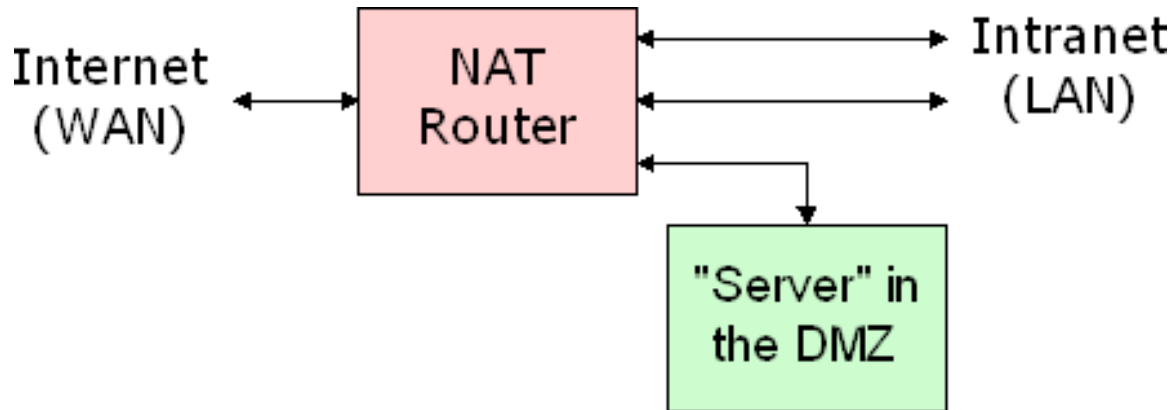 Internet
(WAN)
NAT
Router
Intranet
(LAN)
"Server" in
the DMZ